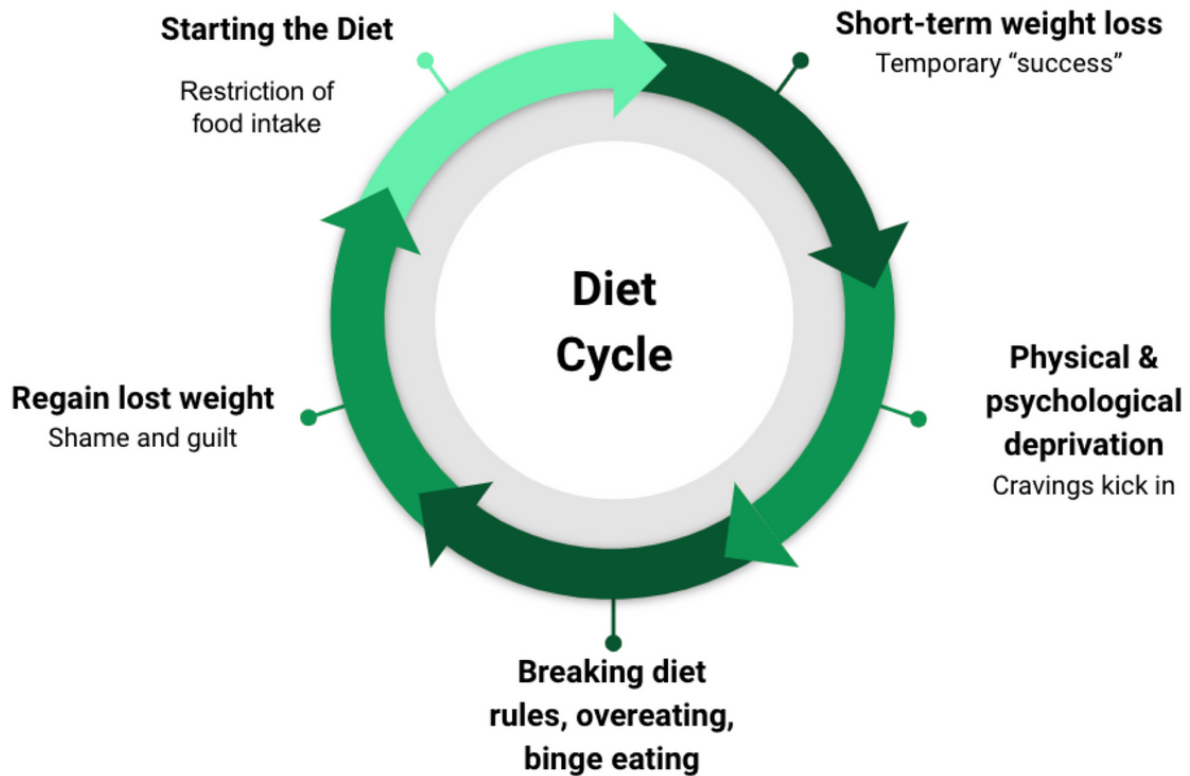 Starting the Diet
Restriction of
food intake
Short-term weight loss
Temporary “success”
Diet
Cycle
Physical &
psychological
deprivation
Cravings kick in
Breaking diet
rules, overeating,
binge eating
Regain lost weight
Shame and guilt